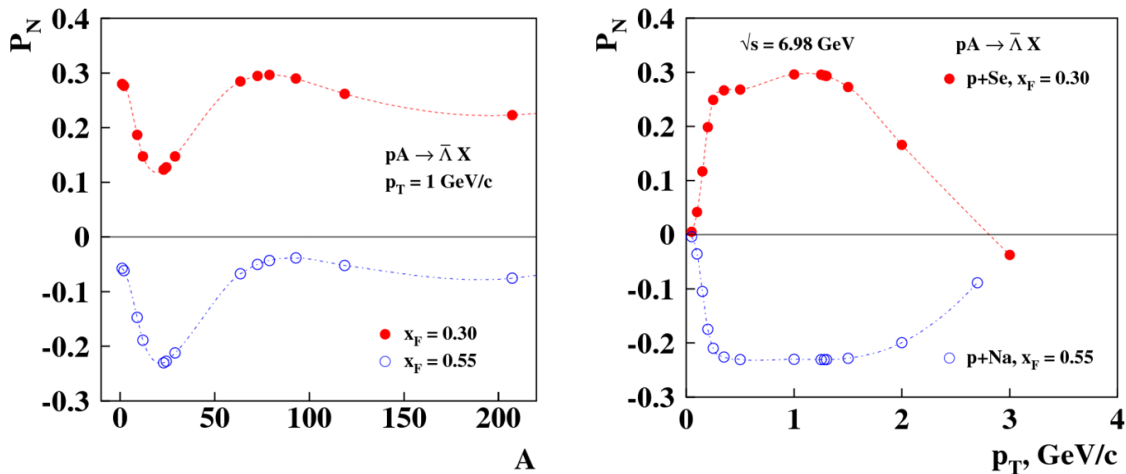 P_N
0.4
0.3
0.2
0.1
0
-0.1
-0.2
-0.3
pA → Λ̄ X
p_T = 1 GeV/c
x_F = 0.30
x_F = 0.55
0 50 100 150 200
A
P_N
0.4
0.3
0.2
0.1
0
-0.1
-0.2
-0.3
√s = 6.98 GeV
pA → Λ̄ X
p+Se, x_F = 0.30
p+Na, x_F = 0.55
0 1 2 3 4
p_T, GeV/c